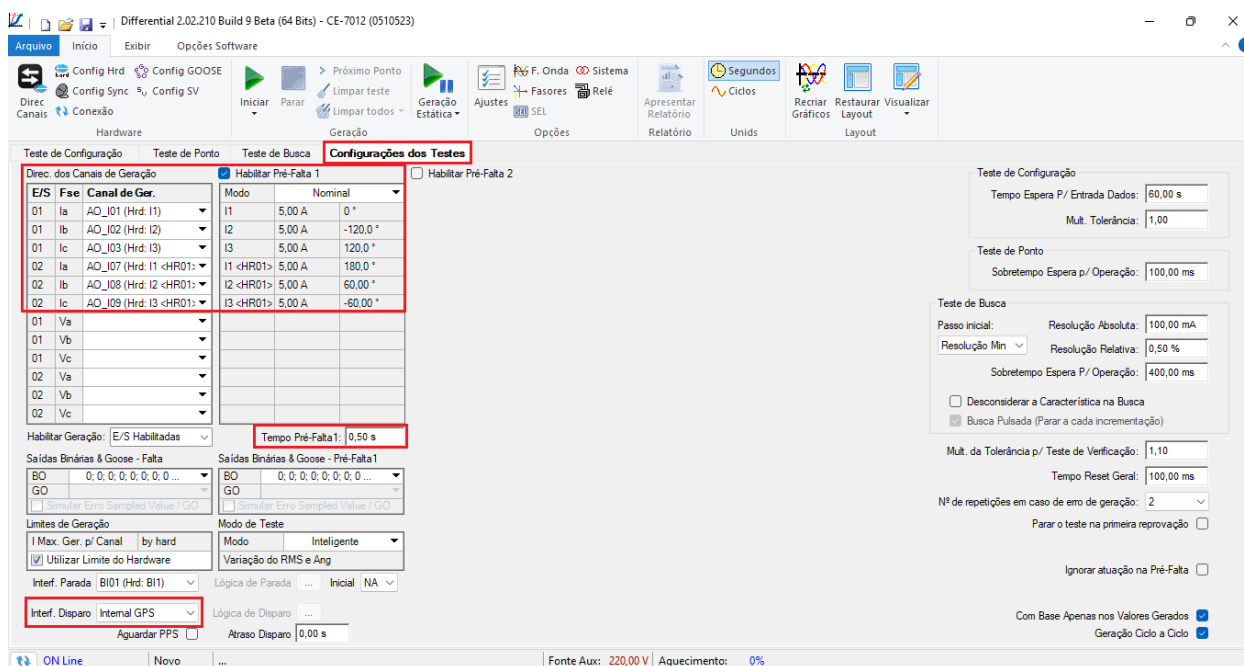 Differential 2.02.210 Build 9 Beta (64 Bits) - CE-7012 (0510523)
Arquivo Início Exibir Opções Software
Direc Canais
Config Hrd Config GOOSE
Config Sync Config SV
Conexão
Hardware
Iniciar Parar
Próximo Ponto
Limpar teste
Limpar todos
Geração Estática
Geração
Ajustes
F. Onda Sistema
Fasores Relé
SEL
Opções
Apresentar Relatório
Relatório
Segundos
Ciclos
Unids
Recriar Gráficos Restaurar Layout Visualizar
Layout
Teste de Configuração Teste de Ponto Teste de Busca Configurações dos Testes
Direc. dos Canais de Geração Habilitar Pré-Falta 1 Habilitar Pré-Falta 2
E/S Fse Canal de Ger. Modo Nominal
01 Ia AO_I01 (Hrd: I1) I1 5,00 A 0 °
01 Ib AO_I02 (Hrd: I2) I2 5,00 A -120,0 °
01 Ic AO_I03 (Hrd: I3) I3 5,00 A 120,0 °
02 Ia AO_I07 (Hrd: I1 <HR01> I1 <HR01> 5,00 A 180,0 °
02 Ib AO_I08 (Hrd: I2 <HR01> I2 <HR01> 5,00 A 60,00 °
02 Ic AO_I09 (Hrd: I3 <HR01> I3 <HR01> 5,00 A -60,00 °
01 Va
01 Vb
01 Vc
02 Va
02 Vb
02 Vc
Habilitar Geração: E/S Habilitadas Tempo Pré-Falta1: 0,50 s
Saídas Binárias & Goose - Falta Saídas Binárias & Goose - Pré-Falta1
BO 0; 0; 0; 0; 0; 0; 0 ... BO 0; 0; 0; 0; 0; 0; 0 ...
GO GO
Simular Erro Sampled Value / GO Simular Erro Sampled Value / GO
Limites de Geração Modo de Teste
I Max. Ger. p/ Canal by hard Modo Inteligente
Utilizar Limite do Hardware Variação do RMS e Ang
Interf. Parada BI01 (Hrd: BI1) Lógica de Parada ... Inicial NA
Interf. Disparo Internal GPS Lógica de Disparo ...
Aguardar PPS Atraso Disparo 0,00 s
Teste de Configuração
Tempo Espera P/ Entrada Dados: 60,00 s
Mult. Tolerância: 1,00
Teste de Ponto
Sobretempo Espera p/ Operação: 100,00 ms
Teste de Busca
Passo inicial: Resolução Absoluta: 100,00 mA
Resolução Min Resolução Relativa: 0,50 %
Sobretempo Espera P/ Operação: 400,00 ms
Desconsiderar a Característica na Busca
Busca Pulsada (Parar a cada incrementação)
Mult. da Tolerância p/ Teste de Verificação: 1,10
Tempo Reset Geral: 100,00 ms
Nº de repetições em caso de erro de geração: 2
Parar o teste na primeira reprovação
Ignorar atuação na Pré-Falta
Com Base Apenas nos Valores Gerados
Geração Ciclo a Ciclo
ON Line Novo ... Fonte Aux: 220,00 V Aquecimento: 0%